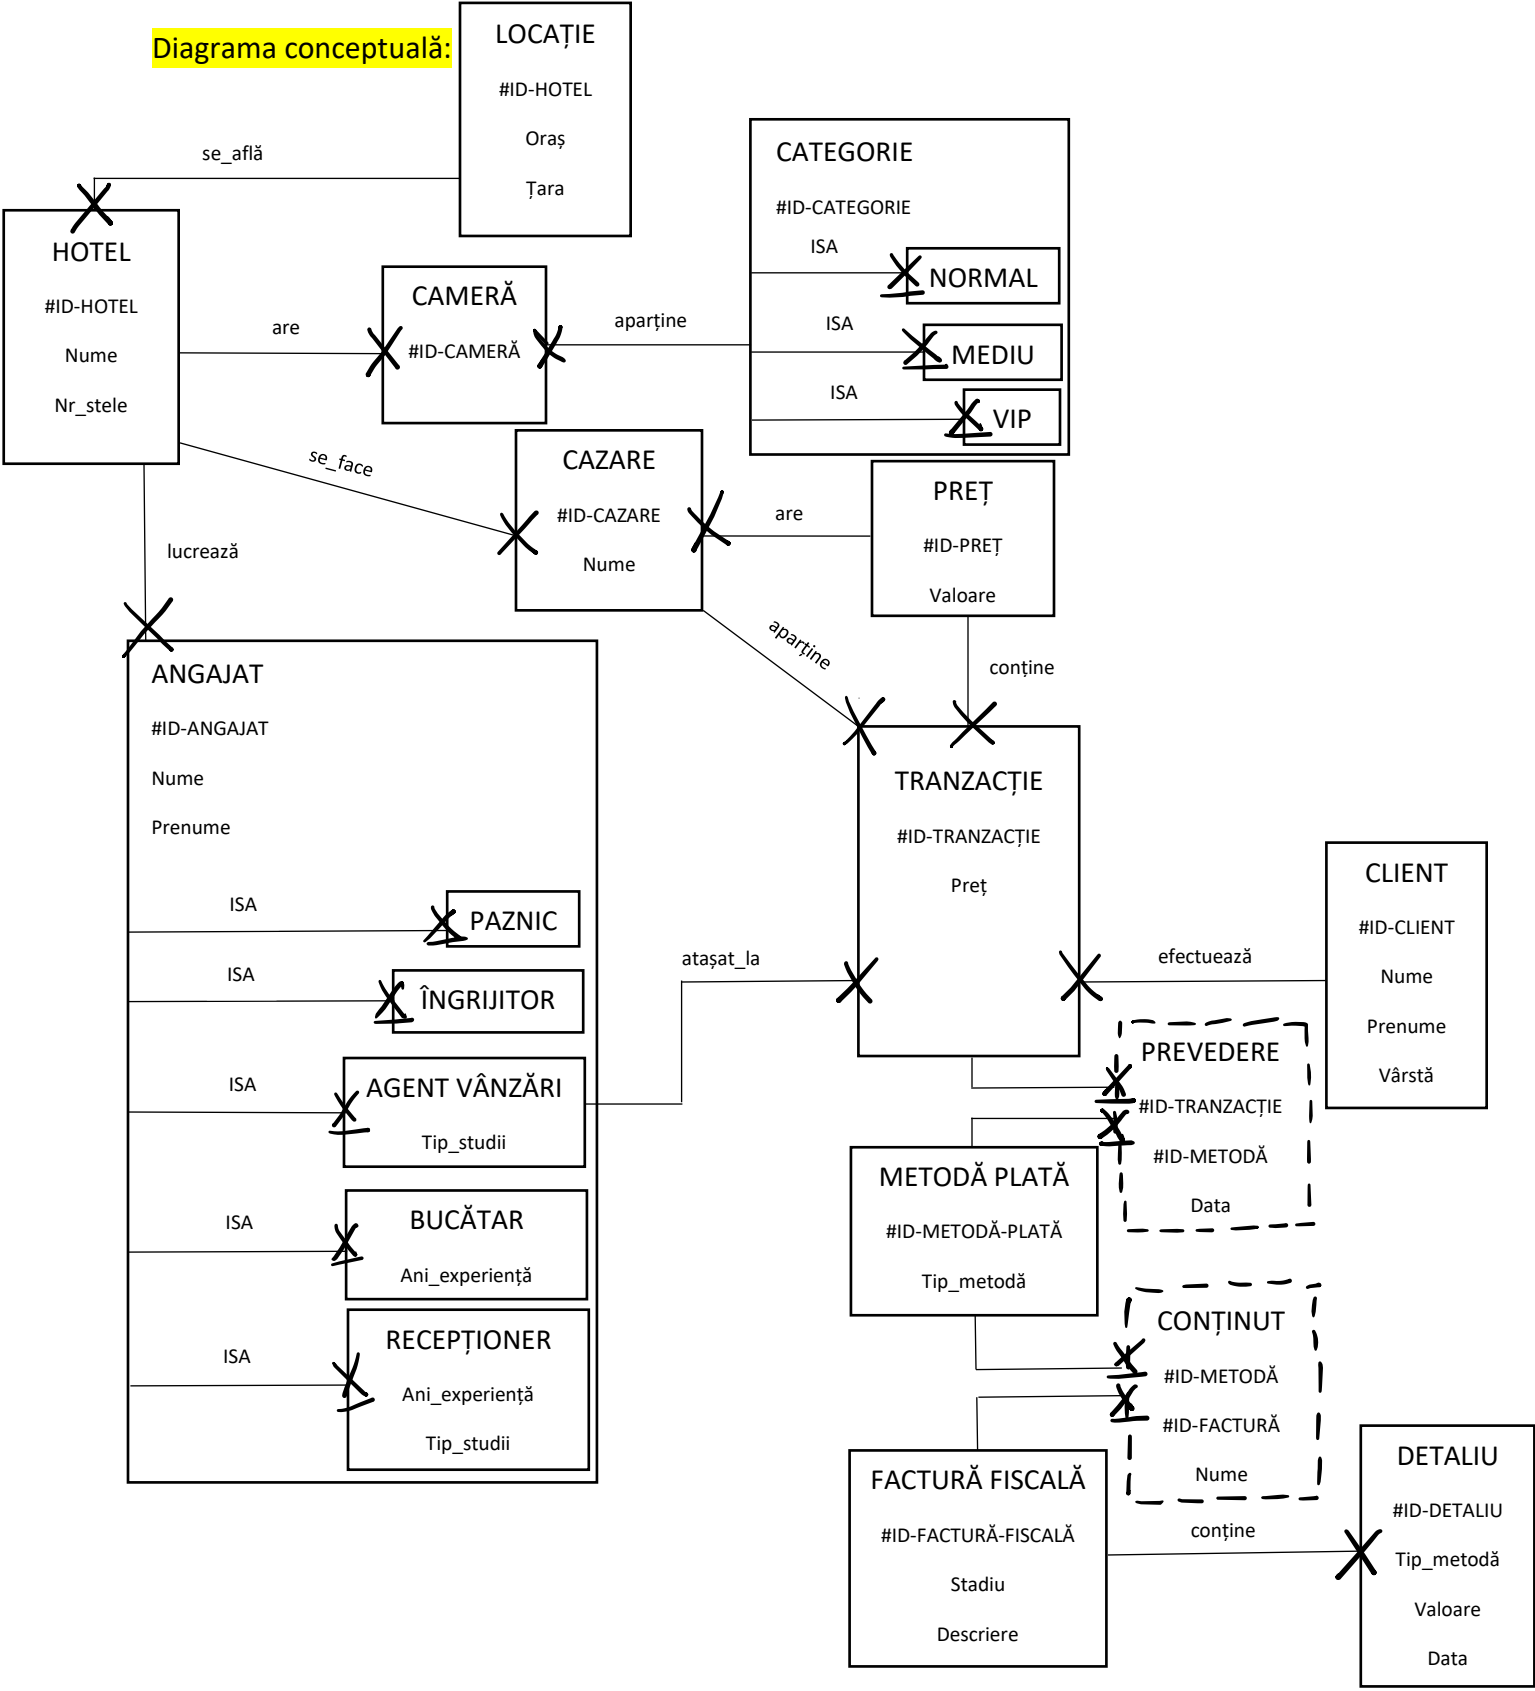 Diagrama conceptuală:
LOCAȚIE
#ID-HOTEL
Oraș
Țara
se_află
HOTEL
#ID-HOTEL
Nume
Nr_stele
are
CAMERĂ
#ID-CAMERĂ
aparține
CATEGORIE
#ID-CATEGORIE
ISA
NORMAL
ISA
MEDIU
ISA
VIP
se_face
CAZARE
#ID-CAZARE
Nume
are
PREȚ
#ID-PREȚ
Valoare
lucrează
aparține
conține
ANGAJAT
#ID-ANGAJAT
Nume
Prenume
ISA
PAZNIC
ISA
ÎNGRIJITOR
ISA
AGENT VÂNZĂRI
Tip_studii
ISA
BUCĂTAR
Ani_experiență
ISA
RECEPȚIONER
Ani_experiență
Tip_studii
atașat_la
TRANZACȚIE
#ID-TRANZACȚIE
Preț
efectuează
CLIENT
#ID-CLIENT
Nume
Prenume
Vârstă
PREVEDERE
#ID-TRANZACȚIE
#ID-METODĂ
Data
METODĂ PLATĂ
#ID-METODĂ-PLATĂ
Tip_metodă
CONȚINUT
#ID-METODĂ
#ID-FACTURĂ
Nume
FACTURĂ FISCALĂ
#ID-FACTURĂ-FISCALĂ
Stadiu
Descriere
conține
DETALIU
#ID-DETALIU
Tip_metodă
Valoare
Data